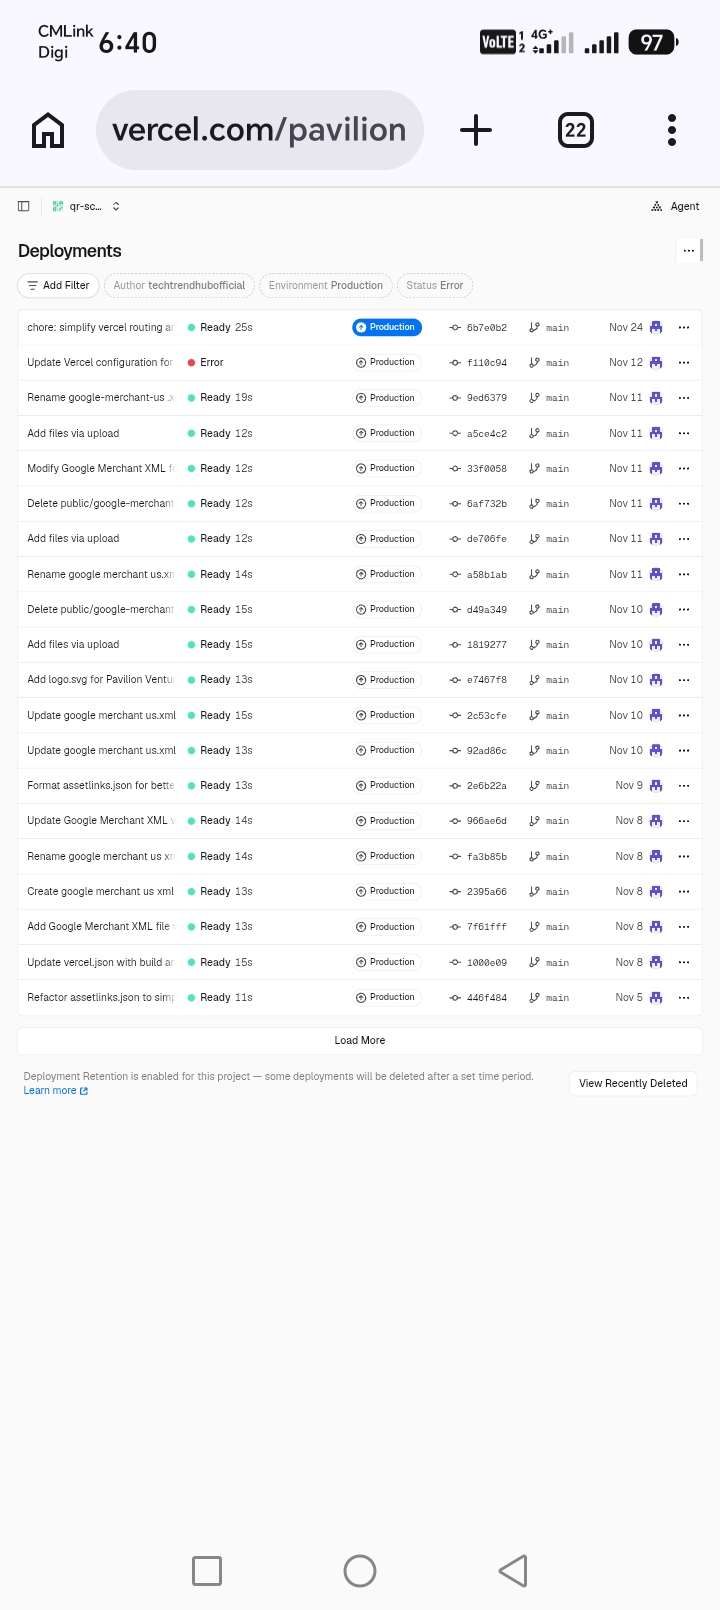 CMLink
Digi
6:40
VoLTE 1 2 4G+ 97
vercel.com/pavilion
22
qr-sc...
Agent
Deployments
Add Filter
Author techtrendhubofficial
Environment Production
Status Error
chore: simplify vercel routing ar Ready 25s Production 6b7e0b2 main Nov 24
Update Vercel configuration for Error Production f110c94 main Nov 12
Rename google-merchant-us .x Ready 19s Production 9ed6379 main Nov 11
Add files via upload Ready 12s Production a5ce4c2 main Nov 11
Modify Google Merchant XML fo Ready 12s Production 33f0058 main Nov 11
Delete public/google-merchant Ready 12s Production 6af732b main Nov 11
Add files via upload Ready 12s Production de706fe main Nov 11
Rename google merchant us.xn Ready 14s Production a58b1ab main Nov 11
Delete public/google-merchant Ready 15s Production d49a349 main Nov 10
Add files via upload Ready 15s Production 1819277 main Nov 10
Add logo.svg for Pavilion Ventu Ready 13s Production e7467f8 main Nov 10
Update google merchant us.xml Ready 15s Production 2c53cfe main Nov 10
Update google merchant us.xml Ready 13s Production 92ad86c main Nov 10
Format assetlinks.json for bette Ready 13s Production 2e6b22a main Nov 9
Update Google Merchant XML v Ready 14s Production 966ae6d main Nov 8
Rename google merchant us xn Ready 14s Production fa3b85b main Nov 8
Create google merchant us xml Ready 13s Production 2395a66 main Nov 8
Add Google Merchant XML file Ready 13s Production 7f61fff main Nov 8
Update vercel.json with build ar Ready 15s Production 1000e09 main Nov 8
Refactor assetlinks.json to simp Ready 11s Production 446f484 main Nov 5
Load More
Deployment Retention is enabled for this project — some deployments will be deleted after a set time period.
Learn more
View Recently Deleted